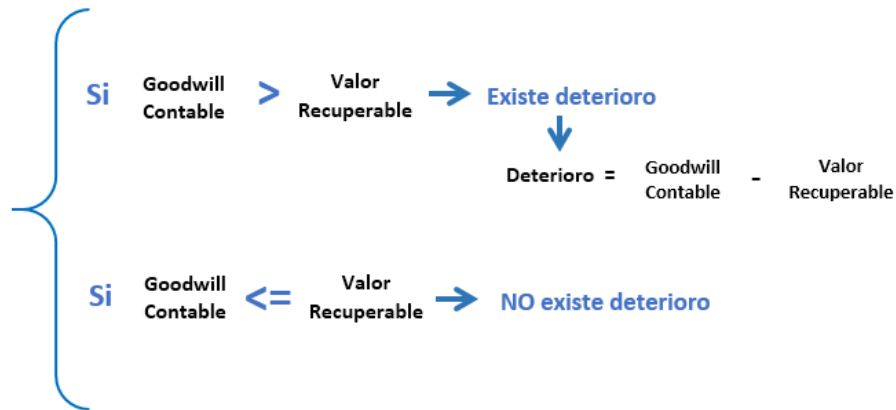 Si Goodwill Contable > Valor Recuperable → Existe deterioro
Deterioro = Goodwill Contable - Valor Recuperable
Si Goodwill Contable <= Valor Recuperable → NO existe deterioro